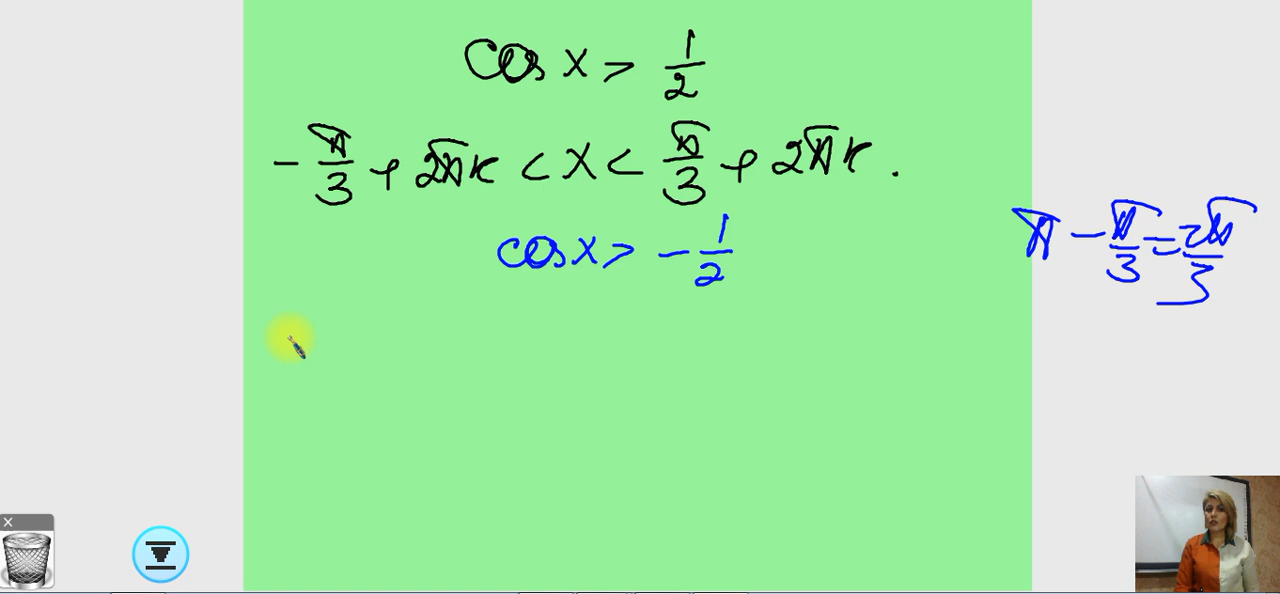 cos x > 1/2
- π/3 + 2πk < x < π/3 + 2πk .
cos x > - 1/2
π - π/3 = 2π/3
x